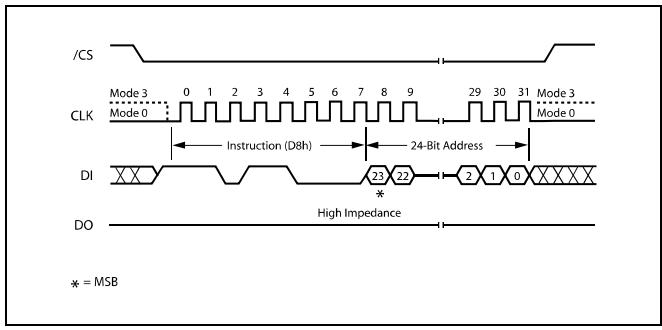 /CS
Mode 3 0 1 2 3 4 5 6 7 8 9 29 30 31 Mode 3
CLK Mode 0 Mode 0
Instruction (D8h) 24-Bit Address
DI 23 22 2 1 0
*
High Impedance
DO
* = MSB